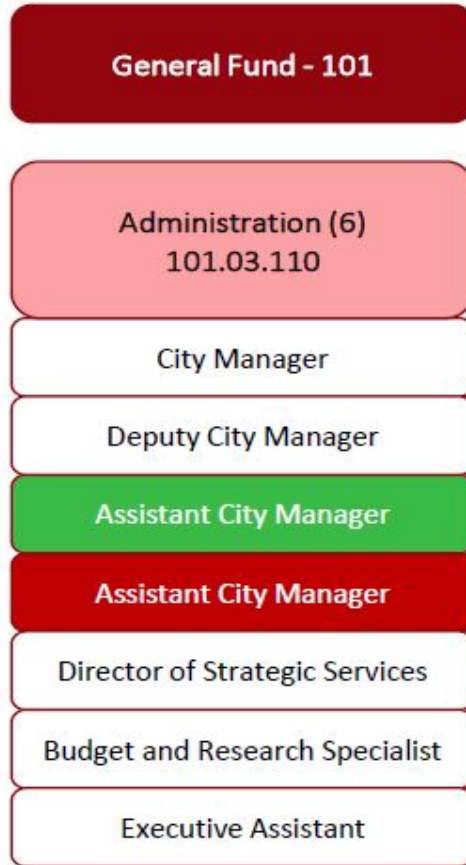 General Fund - 101
Administration (6)
101.03.110
City Manager
Deputy City Manager
Assistant City Manager
Assistant City Manager
Director of Strategic Services
Budget and Research Specialist
Executive Assistant